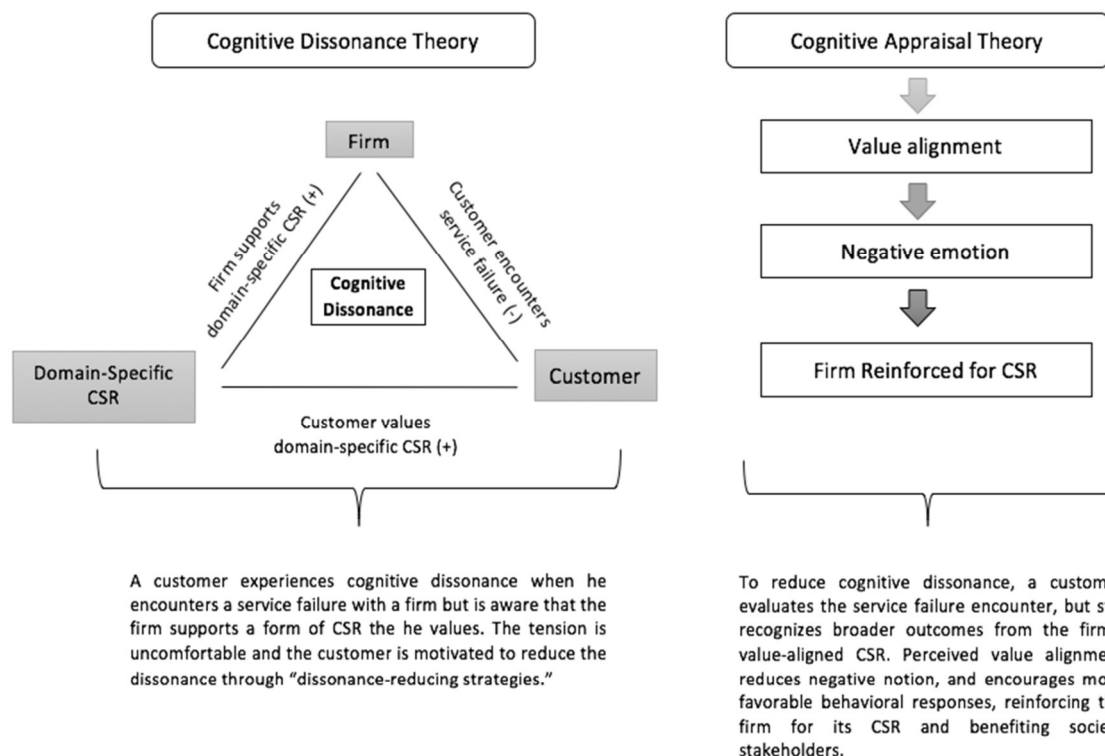 Cognitive Dissonance Theory
Firm
Firm supports
domain-specific CSR (+)
Customer encounters
service failure (-)
Cognitive
Dissonance
Domain-Specific
CSR
Customer
Customer values
domain-specific CSR (+)
A customer experiences cognitive dissonance when he
encounters a service failure with a firm but is aware that the
firm supports a form of CSR the he values. The tension is
uncomfortable and the customer is motivated to reduce the
dissonance through “dissonance-reducing strategies.”
Cognitive Appraisal Theory
Value alignment
Negative emotion
Firm Reinforced for CSR
To reduce cognitive dissonance, a custom
evaluates the service failure encounter, but
recognizes broader outcomes from the firm
value-aligned CSR. Perceived value alignme
reduces negative notion, and encourages mo
favorable behavioral responses, reinforcing t
firm for its CSR and benefiting socie
stakeholders.